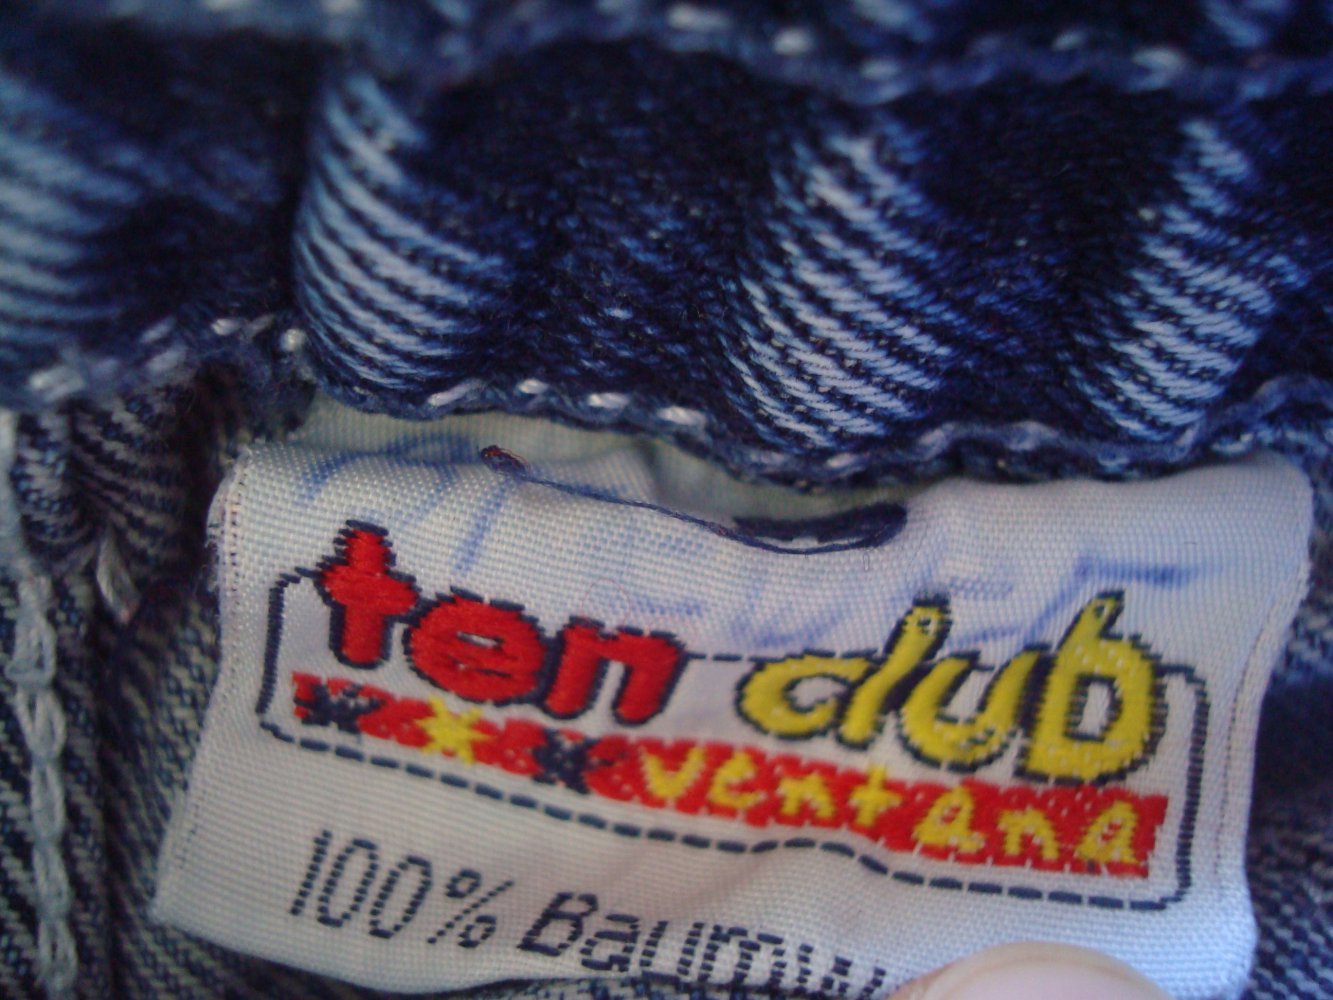 ten club
ventana
100% Baumw